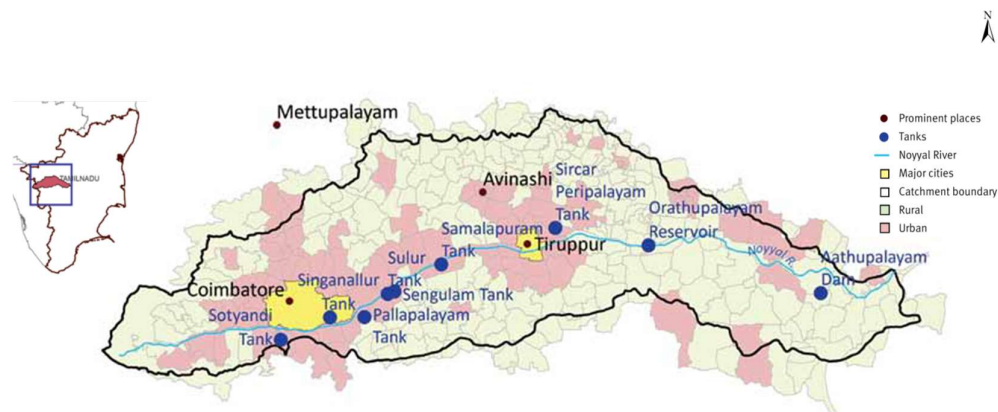 N
Mettupalayam
TAMILNADU
Avinashi
Sircar
Peripalayam
Tank
Orathupalayam
Reservoir
Samalapuram
Tank
Tiruppur
Noyyal R.
Aathupalayam
Dam
Sulur
Tank
Singanallur
Tank
Sengulam Tank
Coimbatore
Sotyandi
Tank
Pallapalayam
Tank
Prominent places
Tanks
Noyyal River
Major cities
Catchment boundary
Rural
Urban